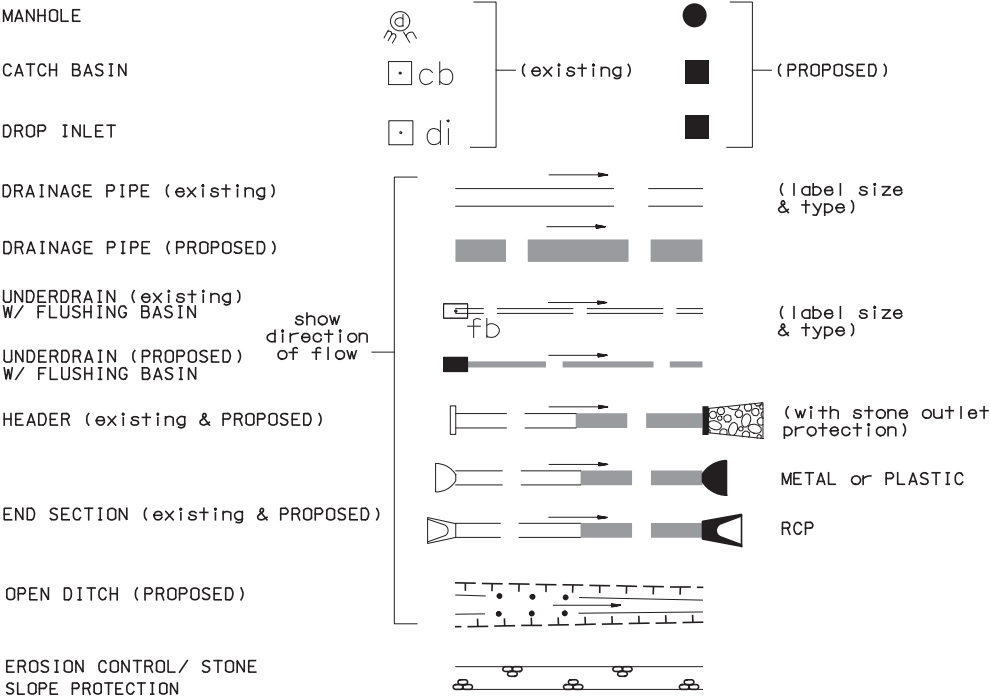 MANHOLE
d
mh
CATCH BASIN
cb
(existing)
(PROPOSED)
DROP INLET
di
DRAINAGE PIPE (existing)
(label size
& type)
DRAINAGE PIPE (PROPOSED)
UNDERDRAIN (existing)
W/ FLUSHING BASIN
fb
(label size
& type)
show
direction
of flow
UNDERDRAIN (PROPOSED)
W/ FLUSHING BASIN
HEADER (existing & PROPOSED)
(with stone outlet
protection)
METAL or PLASTIC
END SECTION (existing & PROPOSED)
RCP
OPEN DITCH (PROPOSED)
EROSION CONTROL/ STONE
SLOPE PROTECTION